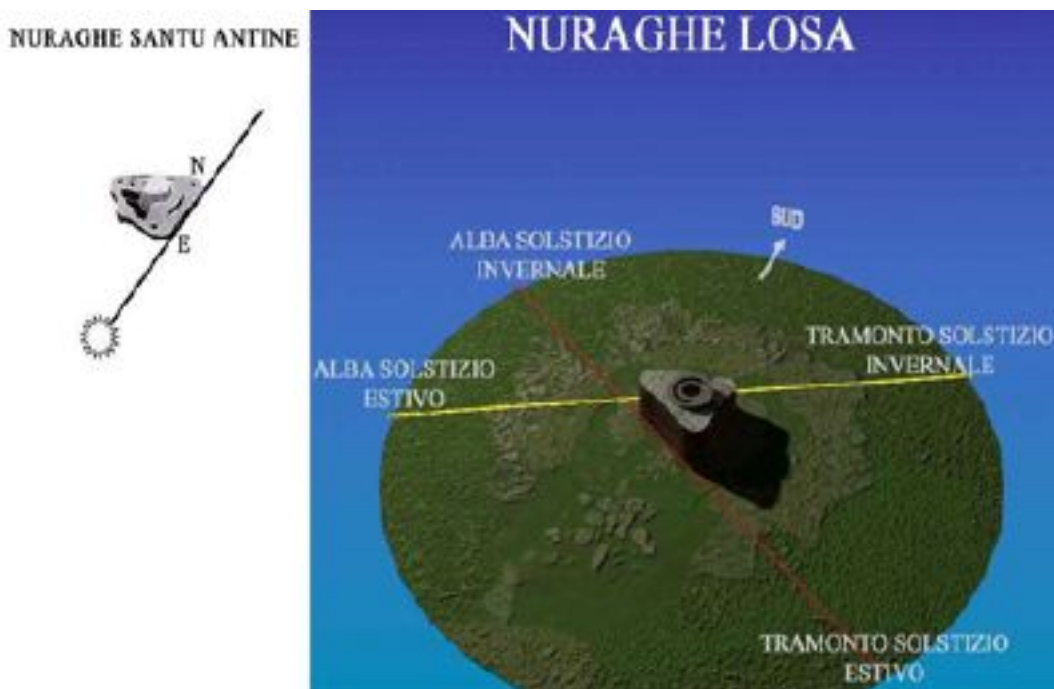 NURAGHE SANTU ANTINE
N
E
NURAGHE LOSA
SUD
ALBA SOLSTIZIO
INVERNALE
TRAMONTO SOLSTIZIO
INVERNALE
ALBA SOLSTIZIO
ESTIVO
TRAMONTO SOLSTIZIO
ESTIVO